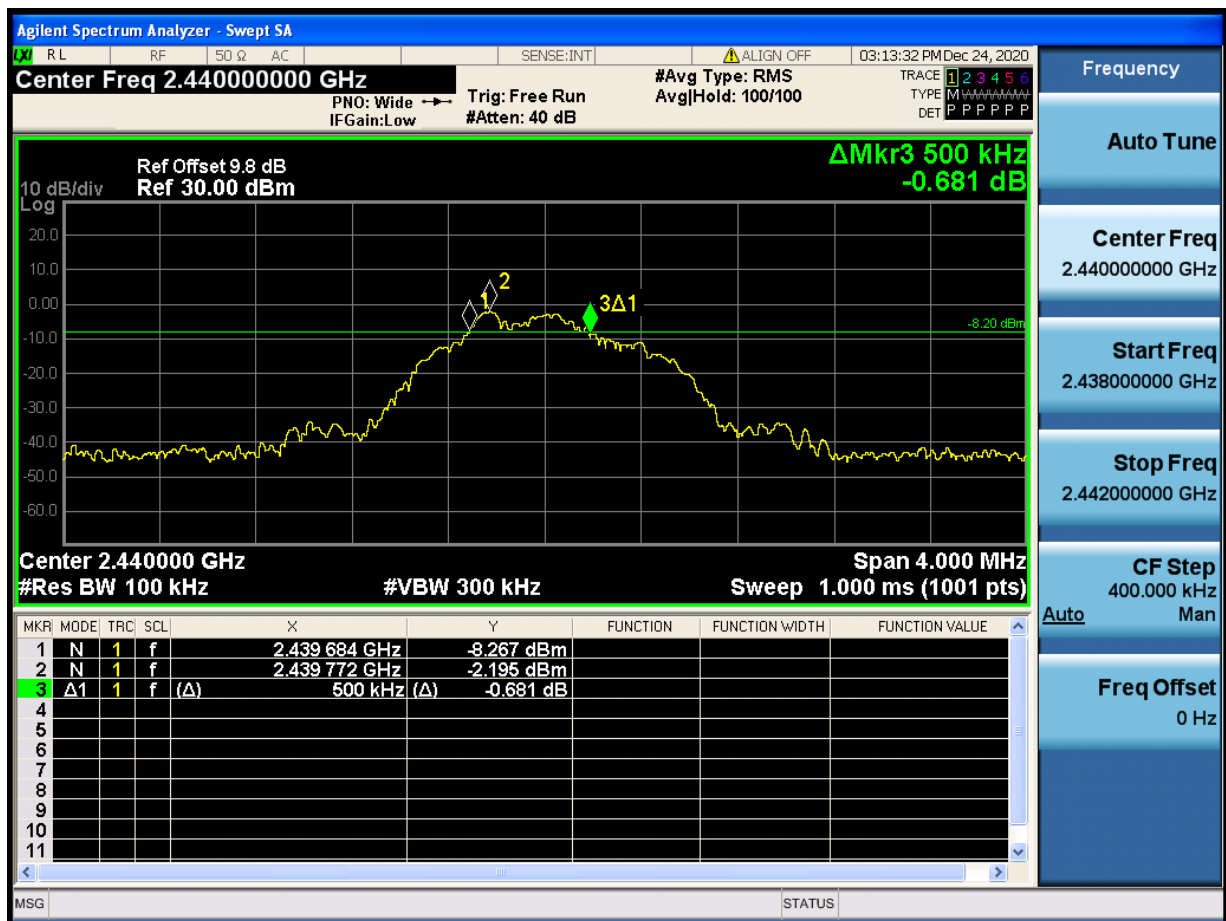 Agilent Spectrum Analyzer - Swept SA
LXI RL RF 50 Ω AC SENSE:INT ALIGN OFF 03:13:32 PM Dec 24, 2020
Center Freq 2.440000000 GHz
PNO: Wide
IFGain:Low
Trig: Free Run
#Atten: 40 dB
#Avg Type: RMS
Avg|Hold: 100/100
TRACE 1 2 3 4 5 6
TYPE M
DET P P P P P P
ΔMkr3 500 kHz
-0.681 dB
Ref Offset 9.8 dB
10 dB/div Ref 30.00 dBm
Log
20.0
10.0
0.00
-10.0
-20.0
-30.0
-40.0
-50.0
-60.0
1
2
3Δ1
-8.20 dBm
Center 2.440000 GHz Span 4.000 MHz
#Res BW 100 kHz #VBW 300 kHz Sweep 1.000 ms (1001 pts)
MKR MODE TRC SCL X Y FUNCTION FUNCTION WIDTH FUNCTION VALUE
1 N 1 f 2.439 684 GHz -8.267 dBm
2 N 1 f 2.439 772 GHz -2.195 dBm
3 Δ1 1 f (Δ) 500 kHz (Δ) -0.681 dB
4
5
6
7
8
9
10
11
MSG STATUS
Frequency
Auto Tune
Center Freq
2.440000000 GHz
Start Freq
2.438000000 GHz
Stop Freq
2.442000000 GHz
CF Step
400.000 kHz
Auto Man
Freq Offset
0 Hz